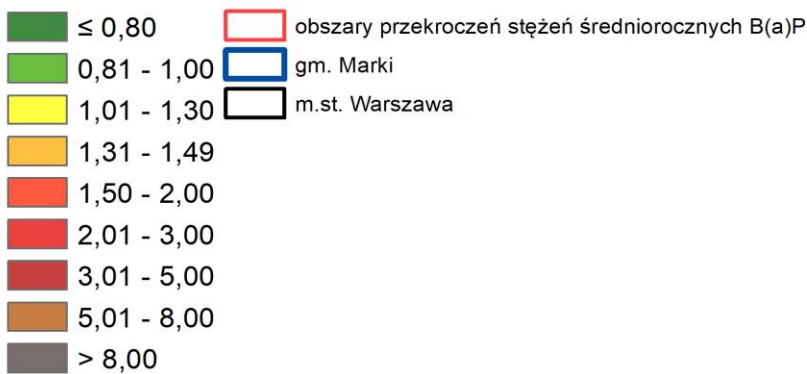 ≤ 0,80
0,81 - 1,00
1,01 - 1,30
1,31 - 1,49
1,50 - 2,00
2,01 - 3,00
3,01 - 5,00
5,01 - 8,00
> 8,00
obszary przekroczeń stężeń średniorocznych B(a)P
gm. Marki
m.st. Warszawa